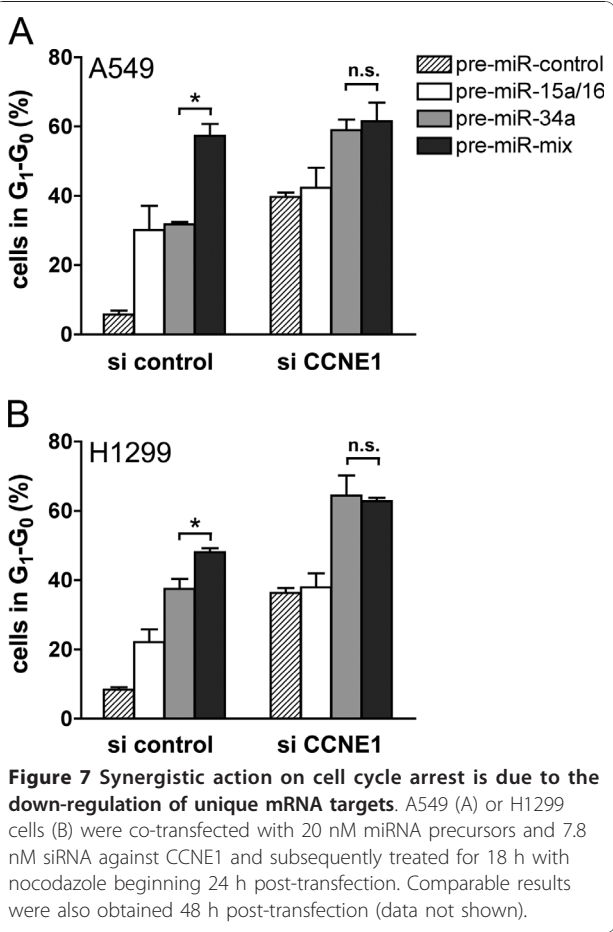 A
A549
80
60
40
20
0
cells in G1-G0 (%)
*
n.s.
si control
si CCNE1
pre-miR-control
pre-miR-15a/16
pre-miR-34a
pre-miR-mix
B
H1299
80
60
40
20
0
cells in G1-G0 (%)
*
n.s.
si control
si CCNE1
Figure 7 Synergistic action on cell cycle arrest is due to the
down-regulation of unique mRNA targets. A549 (A) or H1299
cells (B) were co-transfected with 20 nM miRNA precursors and 7.8
nM siRNA against CCNE1 and subsequently treated for 18 h with
nocodazole beginning 24 h post-transfection. Comparable results
were also obtained 48 h post-transfection (data not shown).